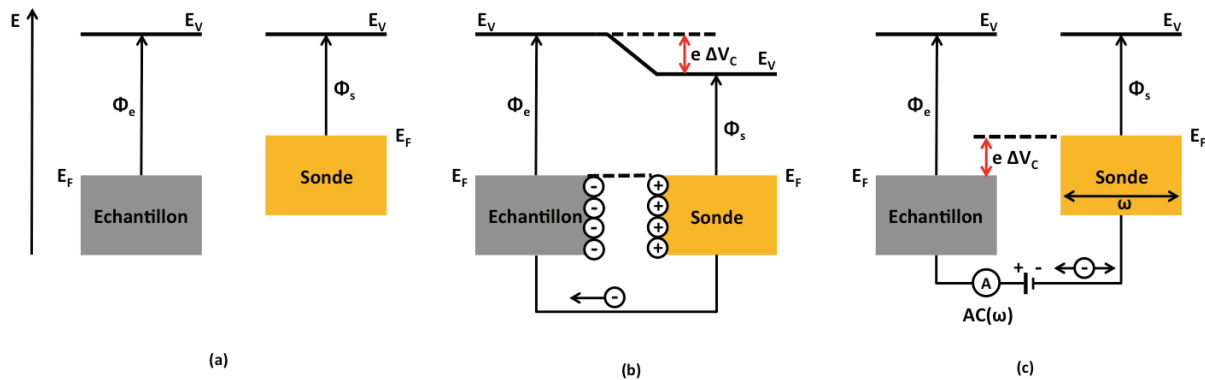 E
E_V
E_V
Φ_e
Φ_s
E_F
E_F
Echantillon
Sonde
(a)
E_V
e ΔV_C
E_V
Φ_e
Φ_s
E_F
E_F
Echantillon
Sonde
- +
- +
- +
- +
-
(b)
E_V
E_V
Φ_e
Φ_s
E_F
e ΔV_C
E_F
Echantillon
Sonde
ω
A
+ -
-
AC(ω)
(c)